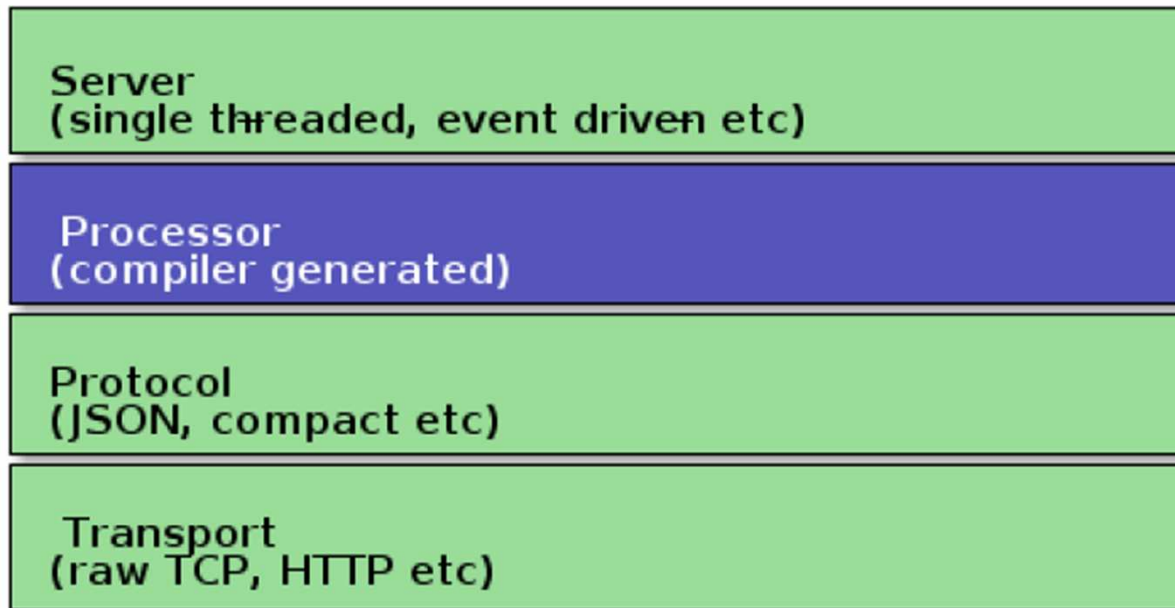 Server
(single threaded, event driven etc)
Processor
(compiler generated)
Protocol
(JSON, compact etc)
Transport
(raw TCP, HTTP etc)